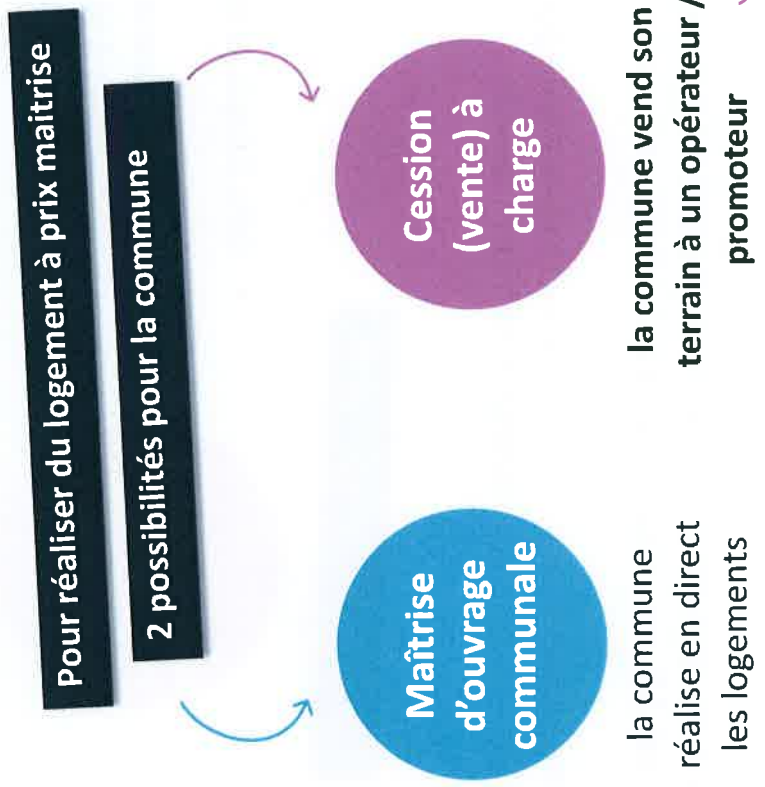 Pour réaliser du logement à prix maitrise
2 possibilités pour la commune
Maîtrise
d'ouvrage
communale
la commune
réalise en direct
les logements
Cession
(vente) à
charge
la commune vend son
terrain à un opérateur /
promoteur